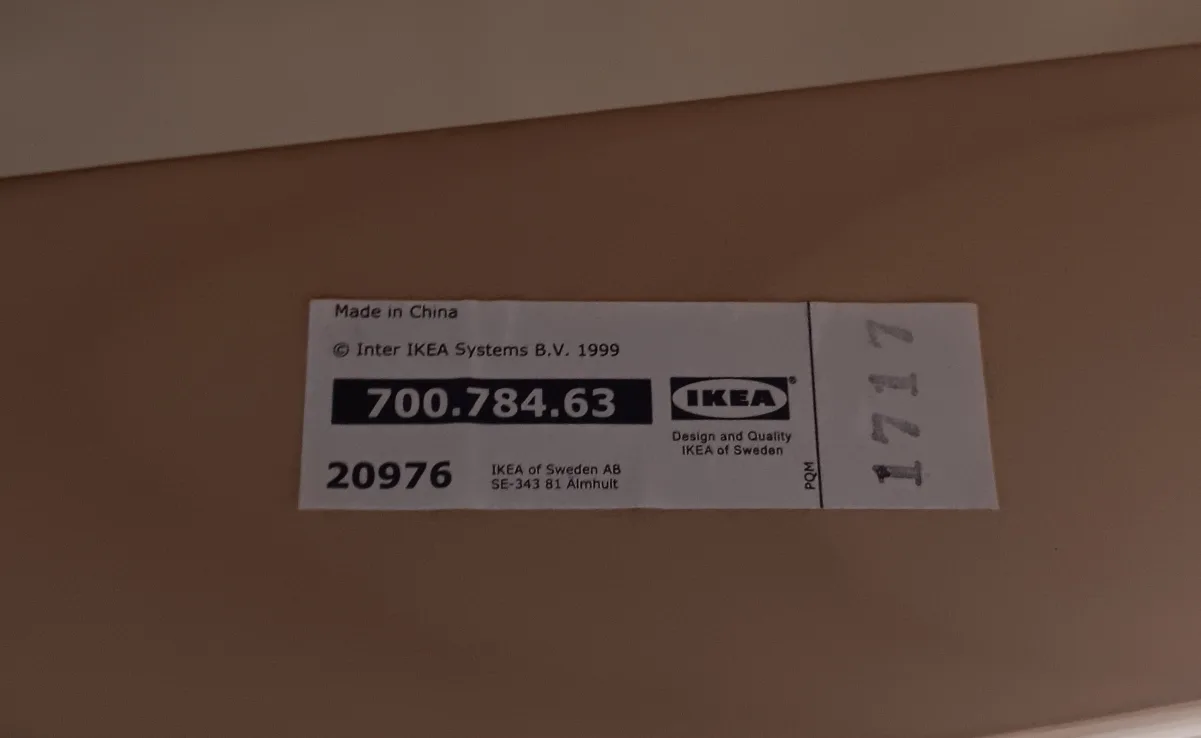 Made in China
© Inter IKEA Systems B.V. 1999
700.784.63
IKEA®
Design and Quality
IKEA of Sweden
20976
IKEA of Sweden AB
SE-343 81 Älmhult
PQM
1717